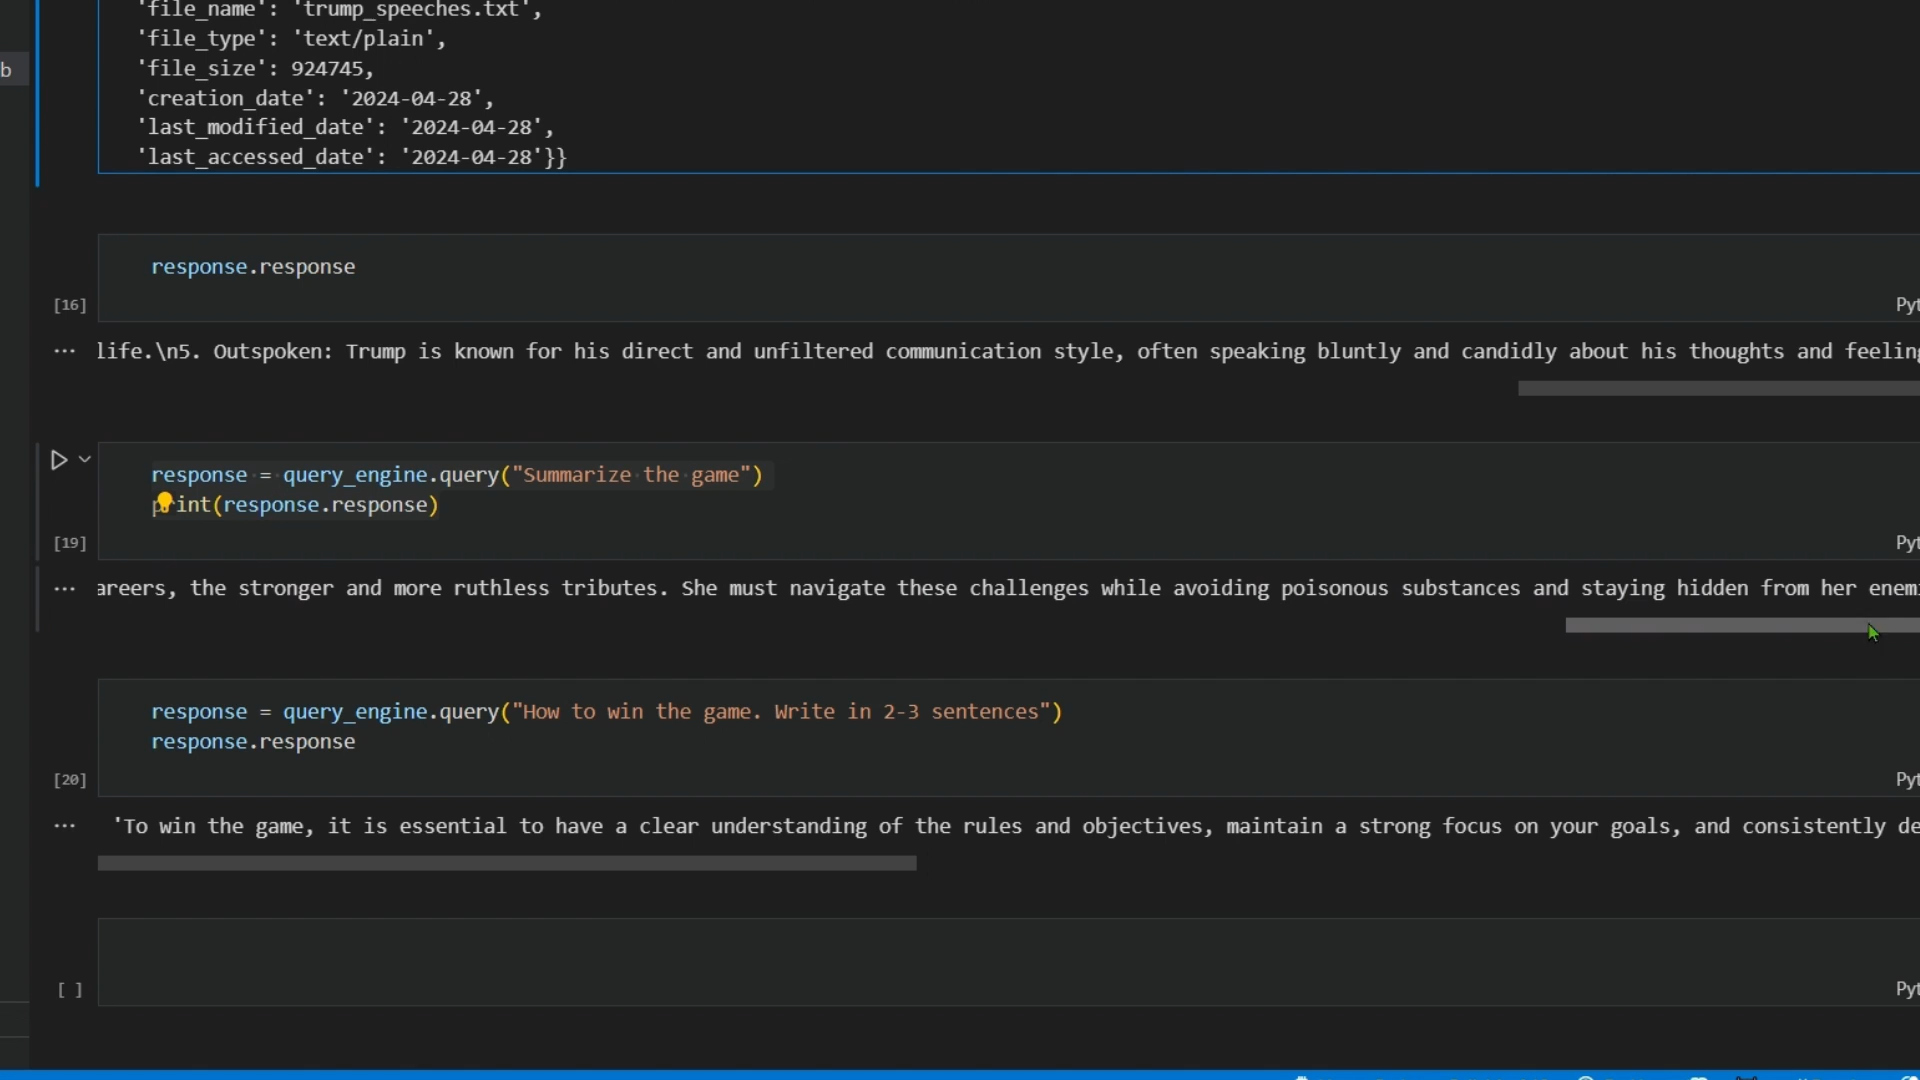 'file_name': 'trump_speeches.txt',
'file_type': 'text/plain',
b
'file_size': 924745,
'creation_date': '2024-04-28',
'last_modified_date': '2024-04-28',
'last_accessed_date': '2024-04-28'}}
response.response
[16]
Pyt
... life.\n5. Outspoken: Trump is known for his direct and unfiltered communication style, often speaking bluntly and candidly about his thoughts and feeling
response = query_engine.query("Summarize the game")
print(response.response)
[19]
Pyt
... areers, the stronger and more ruthless tributes. She must navigate these challenges while avoiding poisonous substances and staying hidden from her enemi
response = query_engine.query("How to win the game. Write in 2-3 sentences")
response.response
[20]
Pyt
... 'To win the game, it is essential to have a clear understanding of the rules and objectives, maintain a strong focus on your goals, and consistently de
[ ]
Pyt